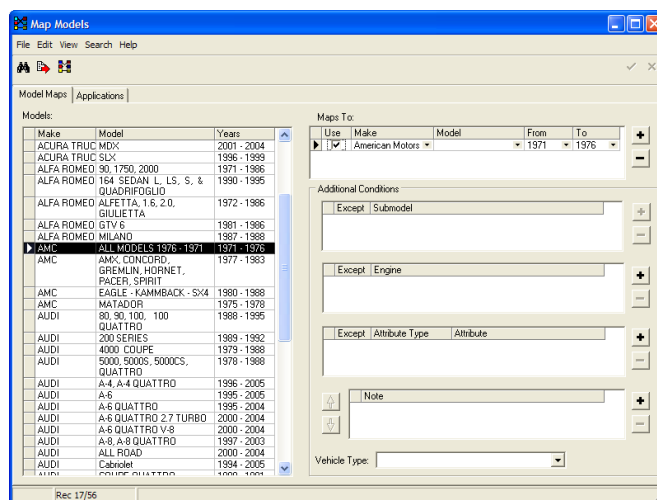 Map Models
File Edit View Search Help
Model Maps Applications
Models:
Make Model Years
ACURA TRUC MDX 2001 - 2004
ACURA TRUC SLX 1996 - 1999
ALFA ROMEO 90, 1750, 2000 1971 - 1986
ALFA ROMEO 164 SEDAN L, LS, S, & 1990 - 1995
QUADRIFOGLIO
ALFA ROMEO ALFETTA, 1.6, 2.0, 1972 - 1986
GIULIETTA
ALFA ROMEO GTV 6 1981 - 1986
ALFA ROMEO MILANO 1987 - 1988
AMC ALL MODELS 1976 - 1971 1971 - 1976
AMC AMX, CONCORD, 1977 - 1983
GREMLIN, HORNET,
PACER, SPIRIT
AMC EAGLE - KAMMBACK - SX4 1980 - 1988
AMC MATADOR 1975 - 1978
AUDI 80, 90, 100, 100 1988 - 1995
QUATTRO
AUDI 200 SERIES 1989 - 1992
AUDI 4000 COUPE 1979 - 1988
AUDI 5000, 5000S, 5000CS, 1978 - 1988
QUATTRO
AUDI A-4, A-4 QUATTRO 1996 - 2005
AUDI A-6 1995 - 2005
AUDI A-6 QUATTRO 1995 - 2004
AUDI A-6 QUATTRO 2.7 TURBO 2000 - 2004
AUDI A-6 QUATTRO V-8 2000 - 2004
AUDI A-8, A-8 QUATTRO 1997 - 2003
AUDI ALL ROAD 2000 - 2004
AUDI Cabriolet 1994 - 2005
Maps To:
Use Make Model From To
American Motors 1971 1976
Additional Conditions
Except Submodel
Except Engine
Except Attribute Type Attribute
Note
Vehicle Type:
Rec 17/56